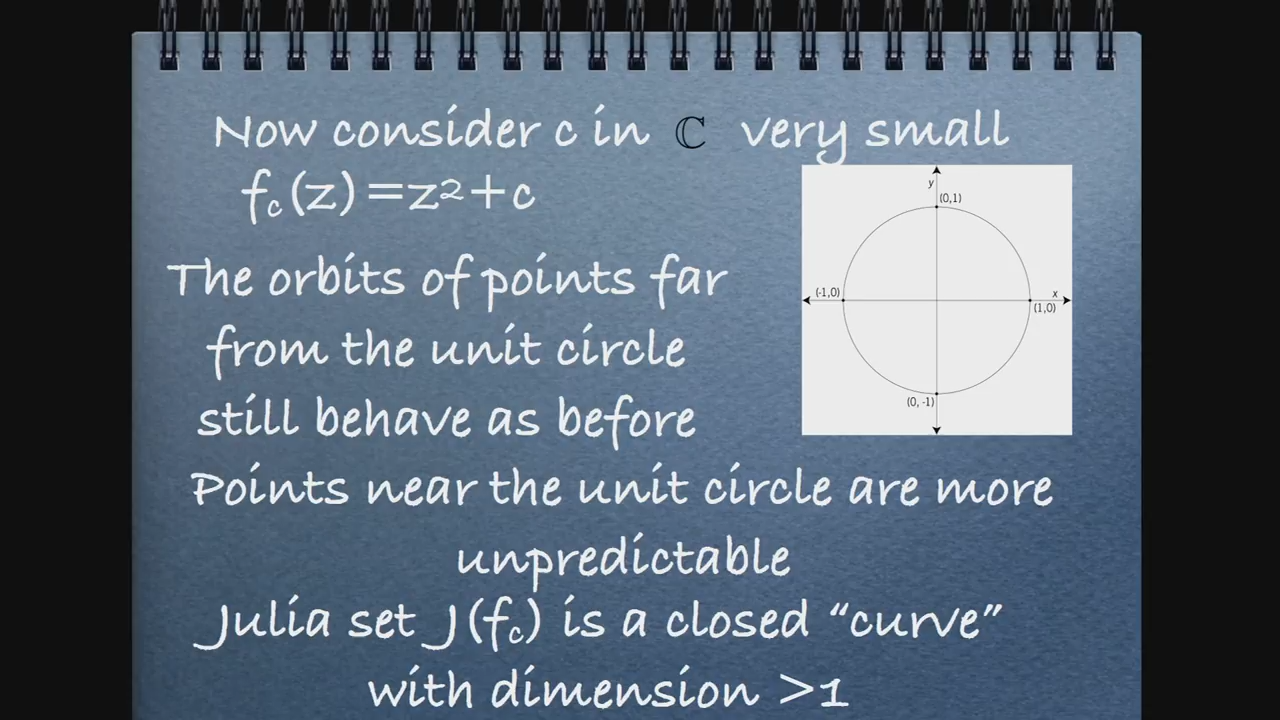 Now consider c in ℂ very small
fc(z)=z²+c
y
(0,1)
(-1,0)
x
(1,0)
(0, -1)
The orbits of points far
from the unit circle
still behave as before
Points near the unit circle are more
unpredictable
Julia set J(fc) is a closed “curve”
with dimension >1